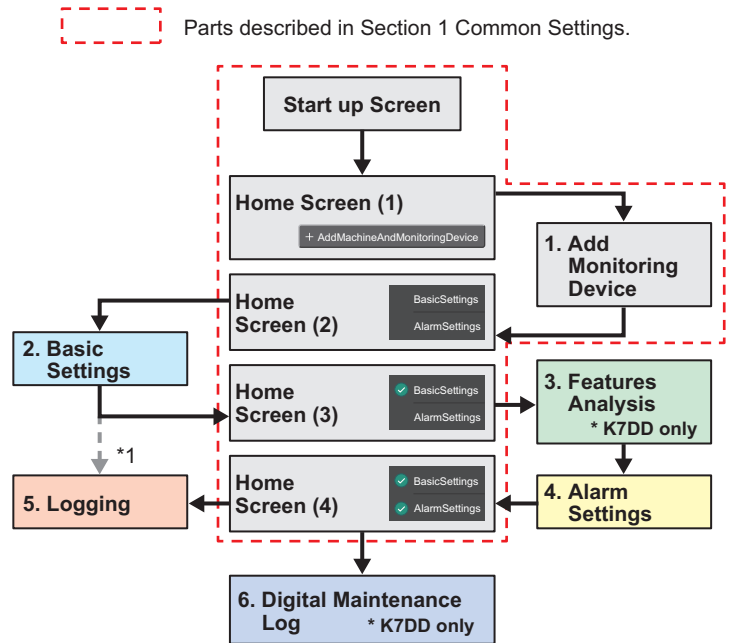 Parts described in Section 1 Common Settings.
Start up Screen
Home Screen (1)
+ AddMachineAndMonitoringDevice
1. Add
Monitoring
Device
Home
Screen (2)
BasicSettings
AlarmSettings
2. Basic
Settings
Home
Screen (3)
BasicSettings
AlarmSettings
3. Features
Analysis
* K7DD only
*1
5. Logging
Home
Screen (4)
BasicSettings
AlarmSettings
4. Alarm
Settings
6. Digital Maintenance
Log * K7DD only